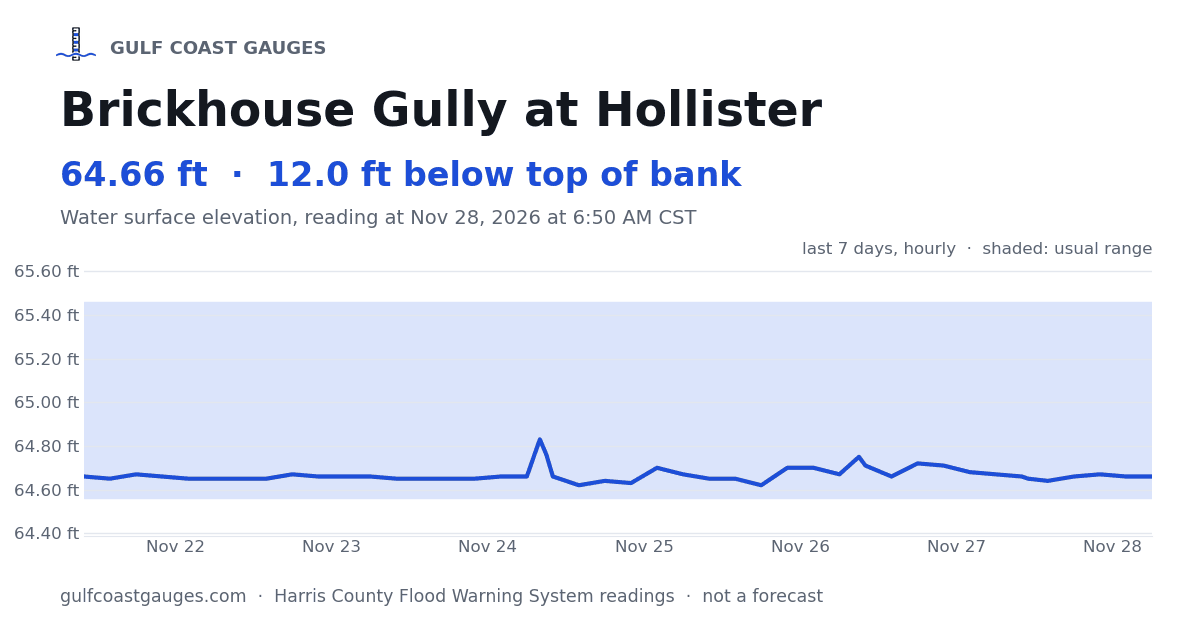 GULF COAST GAUGES
Brickhouse Gully at Hollister
64.66 ft · 12.0 ft below top of bank
Water surface elevation, reading at Nov 28, 2026 at 6:50 AM CST
last 7 days, hourly · shaded: usual range
65.60 ft
65.40 ft
65.20 ft
65.00 ft
64.80 ft
64.60 ft
64.40 ft
Nov 22 Nov 23 Nov 24 Nov 25 Nov 26 Nov 27 Nov 28
gulfcoastgauges.com · Harris County Flood Warning System readings · not a forecast